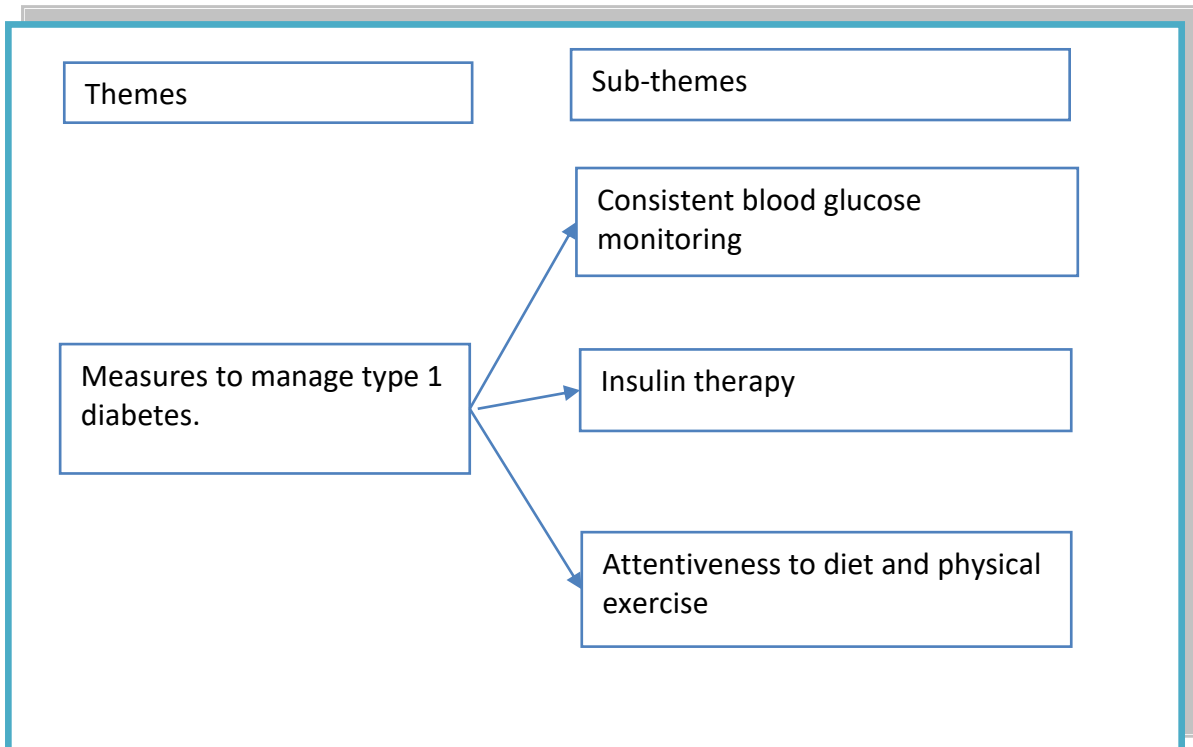 Themes
Sub-themes
Consistent blood glucose
monitoring
Measures to manage type 1
diabetes.
Insulin therapy
Attentiveness to diet and physical
exercise